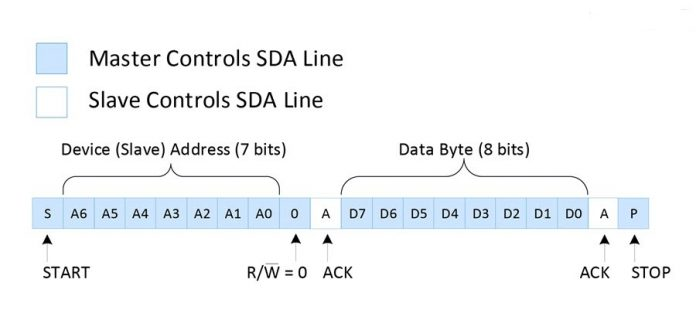 Master Controls SDA Line
Slave Controls SDA Line
Device (Slave) Address (7 bits) Data Byte (8 bits)
S A6 A5 A4 A3 A2 A1 A0 0 A D7 D6 D5 D4 D3 D2 D1 D0 A P
START R/W̅ = 0 ACK ACK STOP